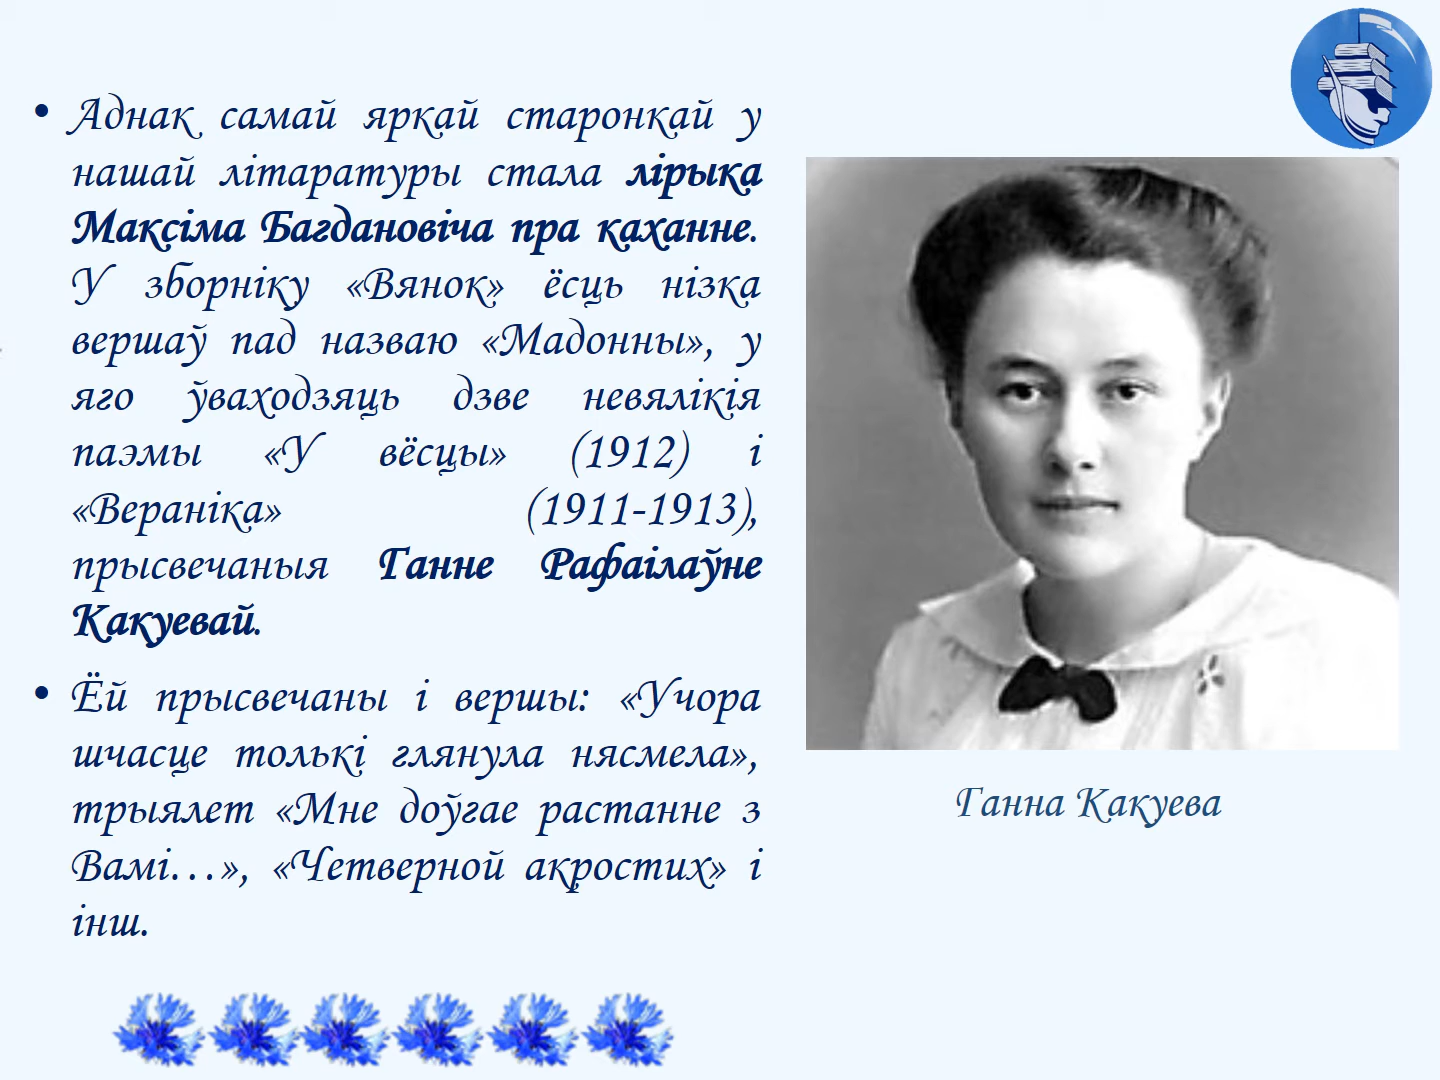 • Аднак самай яркай старонкай у
нашай літаратуры стала лірыка
Максіма Багдановіча пра каханне.
У зборніку «Вянок» ёсць нізка
вершаў пад назваю «Мадонны», у
яго ўваходзяць дзве невялікія
паэмы «У вёсцы» (1912) і
«Вераніка» (1911-1913),
прысвечаныя Ганне Рафаілаўне
Какуевай.
• Ёй прысвечаны і вершы: «Учора
шчасце толькі глянула нясмела»,
трыялет «Мне доўгае растанне з
Вамі…», «Четверной акростих» і
інш.
Ганна Какуева